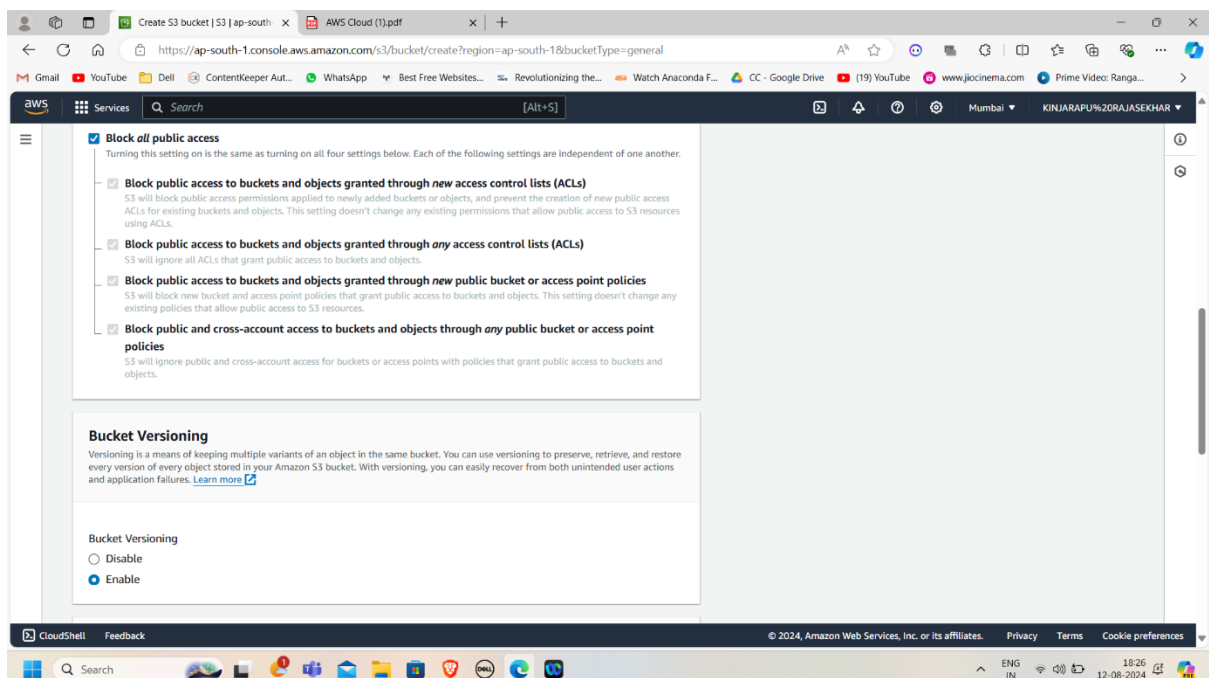 Create S3 bucket | S3 | ap-south-
AWS Cloud (1).pdf
https://ap-south-1.console.aws.amazon.com/s3/bucket/create?region=ap-south-1&bucketType=general
Gmail YouTube Dell ContentKeeper Aut... WhatsApp Best Free Websites... Revolutionizing the... Watch Anaconda F... CC - Google Drive (19) YouTube www.jiocinema.com Prime Video: Ranga...
aws Services Search [Alt+S] Mumbai KINJARAPU%20RAJASEKHAR
Block all public access
Turning this setting on is the same as turning on all four settings below. Each of the following settings are independent of one another.
Block public access to buckets and objects granted through new access control lists (ACLs)
S3 will block public access permissions applied to newly added buckets or objects, and prevent the creation of new public access
ACLs for existing buckets and objects. This setting doesn't change any existing permissions that allow public access to S3 resources
using ACLs.
Block public access to buckets and objects granted through any access control lists (ACLs)
S3 will ignore all ACLs that grant public access to buckets and objects.
Block public access to buckets and objects granted through new public bucket or access point policies
S3 will block new bucket and access point policies that grant public access to buckets and objects. This setting doesn't change any
existing policies that allow public access to S3 resources.
Block public and cross-account access to buckets and objects through any public bucket or access point
policies
S3 will ignore public and cross-account access for buckets or access points with policies that grant public access to buckets and
objects.
Bucket Versioning
Versioning is a means of keeping multiple variants of an object in the same bucket. You can use versioning to preserve, retrieve, and restore
every version of every object stored in your Amazon S3 bucket. With versioning, you can easily recover from both unintended user actions
and application failures. Learn more
Bucket Versioning
Disable
Enable
CloudShell Feedback © 2024, Amazon Web Services, Inc. or its affiliates. Privacy Terms Cookie preferences
Search DELL ENG 18:26
IN 12-08-2024